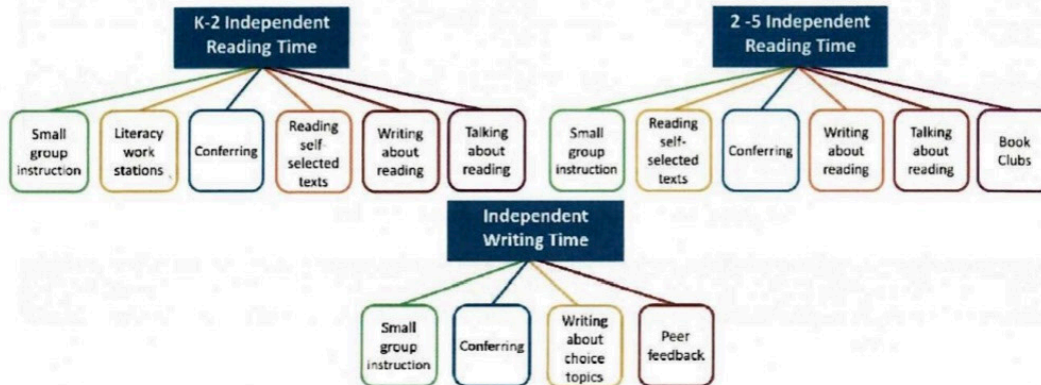 K-2 Independent
Reading Time
Small
group
instruction
Literacy
work
stations
Conferring
Reading
self-
selected
texts
Writing
about
reading
Talking
about
reading
2 -5 Independent
Reading Time
Small
group
instruction
Reading
self-
selected
texts
Conferring
Writing
about
reading
Talking
about
reading
Book
Clubs
Independent
Writing Time
Small
group
instruction
Conferring
Writing
about
choice
topics
Peer
feedback